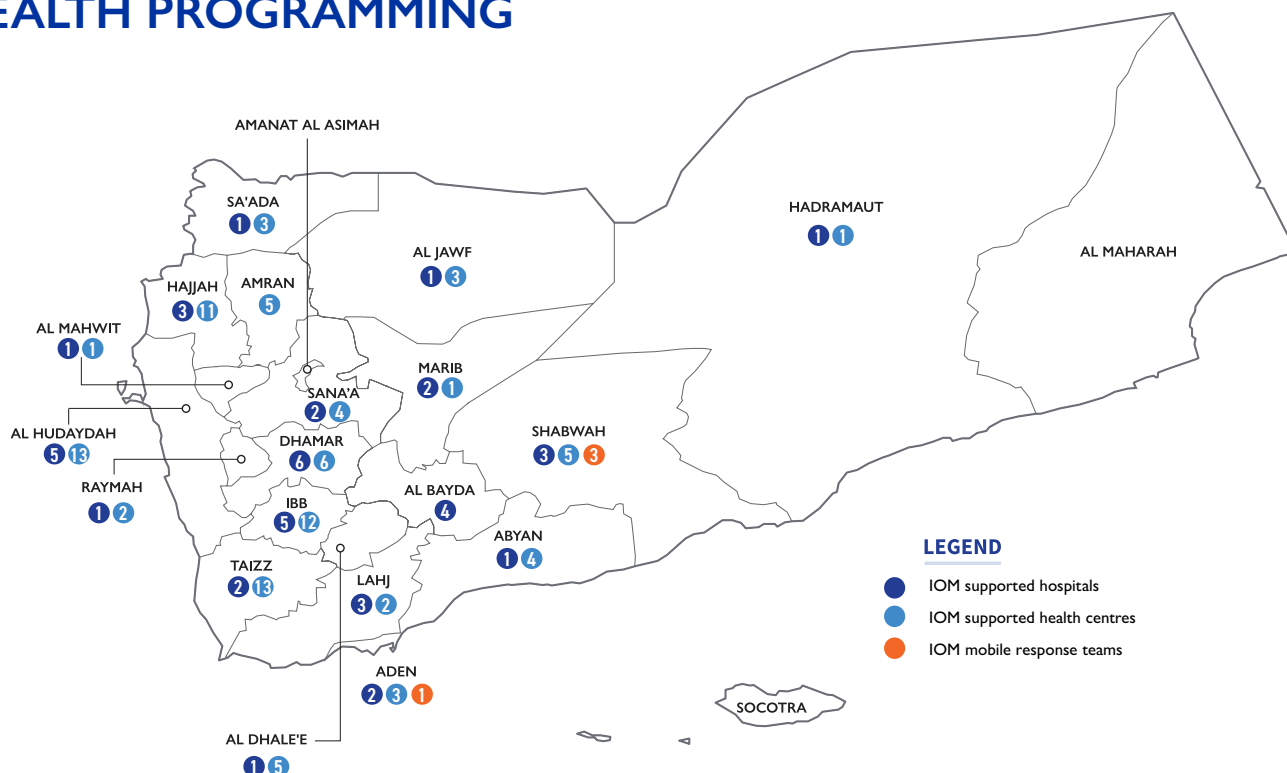 EALTH PROGRAMMING
AMANAT AL ASIMAH
SA'ADA
1 3
HADRAMAUT
1 1
AL MAHARAH
AL JAWF
1 3
HAJJAH
3 11
AMRAN
5
AL MAHWIT
1 1
MARIB
2 1
SANA'A
2 4
AL HUDAYDAH
5 13
DHAMAR
6 6
SHABWAH
3 5 3
RAYMAH
1 2
IBB
5 12
AL BAYDA
4
ABYAN
1 4
TAIZZ
2 13
LAHJ
3 2
LEGEND
IOM supported hospitals
IOM supported health centres
IOM mobile response teams
ADEN
2 3 1
SOCOTRA
AL DHALE'E
1 5